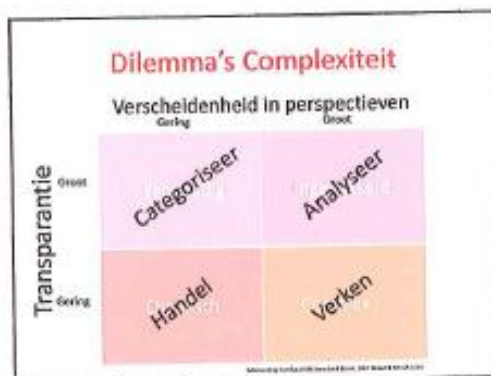 Dilemma's Complexiteit
Verscheidenheid in perspectieven
Gering Groot
Transparantie
Groot
Categoriseer
Analyseer
Gering
Handel
Verken